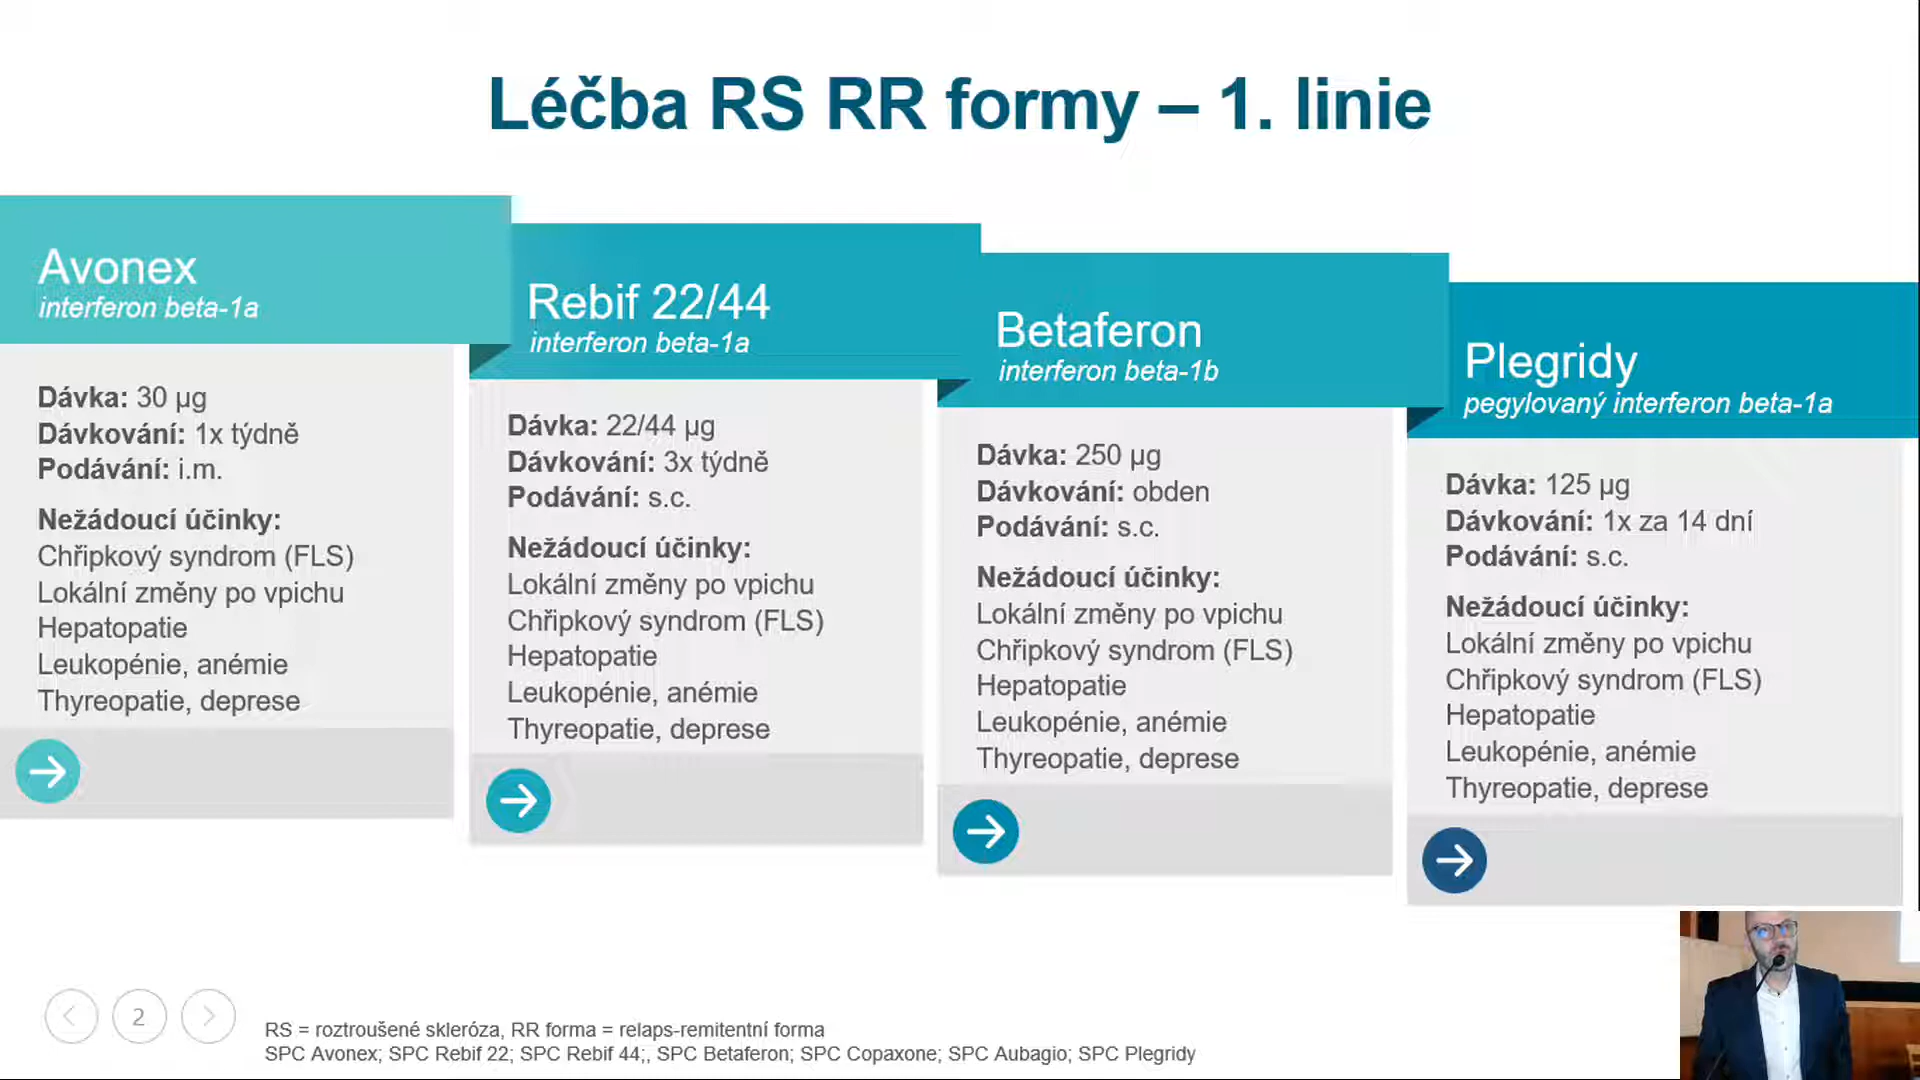 Léčba RS RR formy – 1. linie
Avonex
interferon beta-1a
Dávka: 30 µg
Dávkování: 1x týdně
Podávání: i.m.
Nežádoucí účinky:
Chřipkový syndrom (FLS)
Lokální změny po vpichu
Hepatopatie
Leukopénie, anémie
Thyreopatie, deprese
Rebif 22/44
interferon beta-1a
Dávka: 22/44 µg
Dávkování: 3x týdně
Podávání: s.c.
Nežádoucí účinky:
Lokální změny po vpichu
Chřipkový syndrom (FLS)
Hepatopatie
Leukopénie, anémie
Thyreopatie, deprese
Betaferon
interferon beta-1b
Dávka: 250 µg
Dávkování: obden
Podávání: s.c.
Nežádoucí účinky:
Lokální změny po vpichu
Chřipkový syndrom (FLS)
Hepatopatie
Leukopénie, anémie
Thyreopatie, deprese
Plegridy
pegylovaný interferon beta-1a
Dávka: 125 µg
Dávkování: 1x za 14 dní
Podávání: s.c.
Nežádoucí účinky:
Lokální změny po vpichu
Chřipkový syndrom (FLS)
Hepatopatie
Leukopénie, anémie
Thyreopatie, deprese
2
RS = roztroušené skleróza, RR forma = relaps-remitentní forma
SPC Avonex; SPC Rebif 22; SPC Rebif 44;, SPC Betaferon; SPC Copaxone; SPC Aubagio; SPC Plegridy